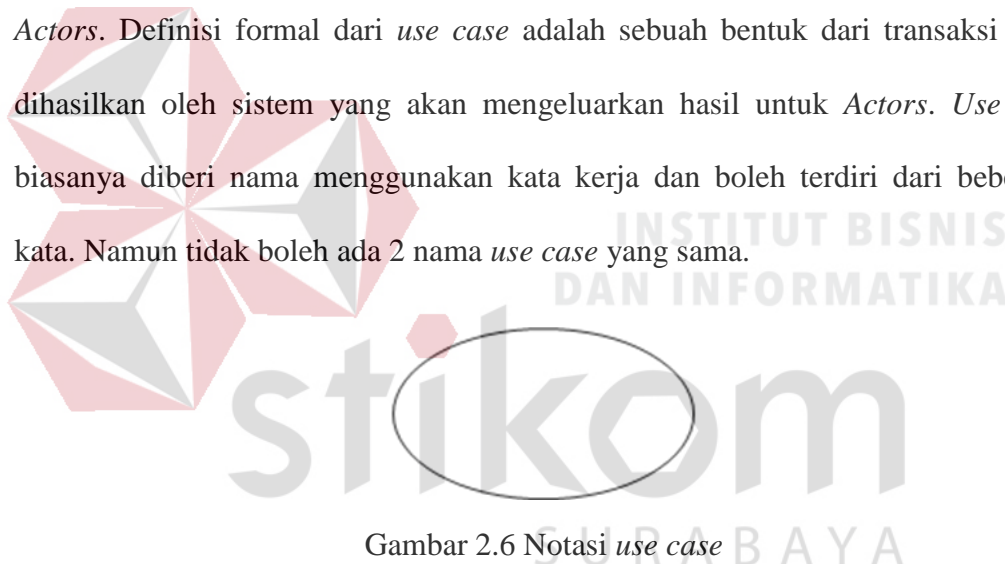 Actors. Definisi formal dari use case adalah sebuah bentuk dari transaksi
dihasilkan oleh sistem yang akan mengeluarkan hasil untuk Actors. Use
biasanya diberi nama menggunakan kata kerja dan boleh terdiri dari
kata. Namun tidak boleh ada 2 nama use case yang sama.
INSTITUT BISNIS
DAN INFORMATIKA
stikom
SURABAYA
Gambar 2.6 Notasi use case